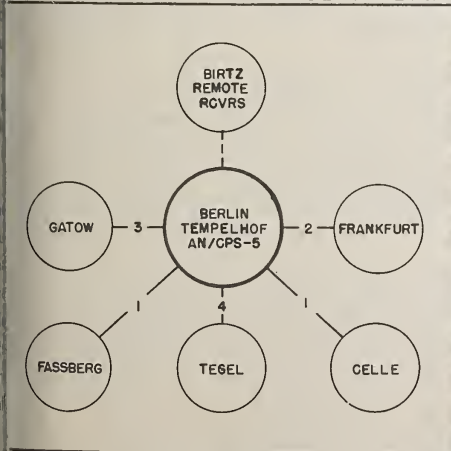 BIRTZ
REMOTE
RCVRS
GATOW
3
BERLIN
TEMPELHOF
AN/CPS-5
2
FRANKFURT
1
4
1
FASSBERG
TEGEL
CELLE